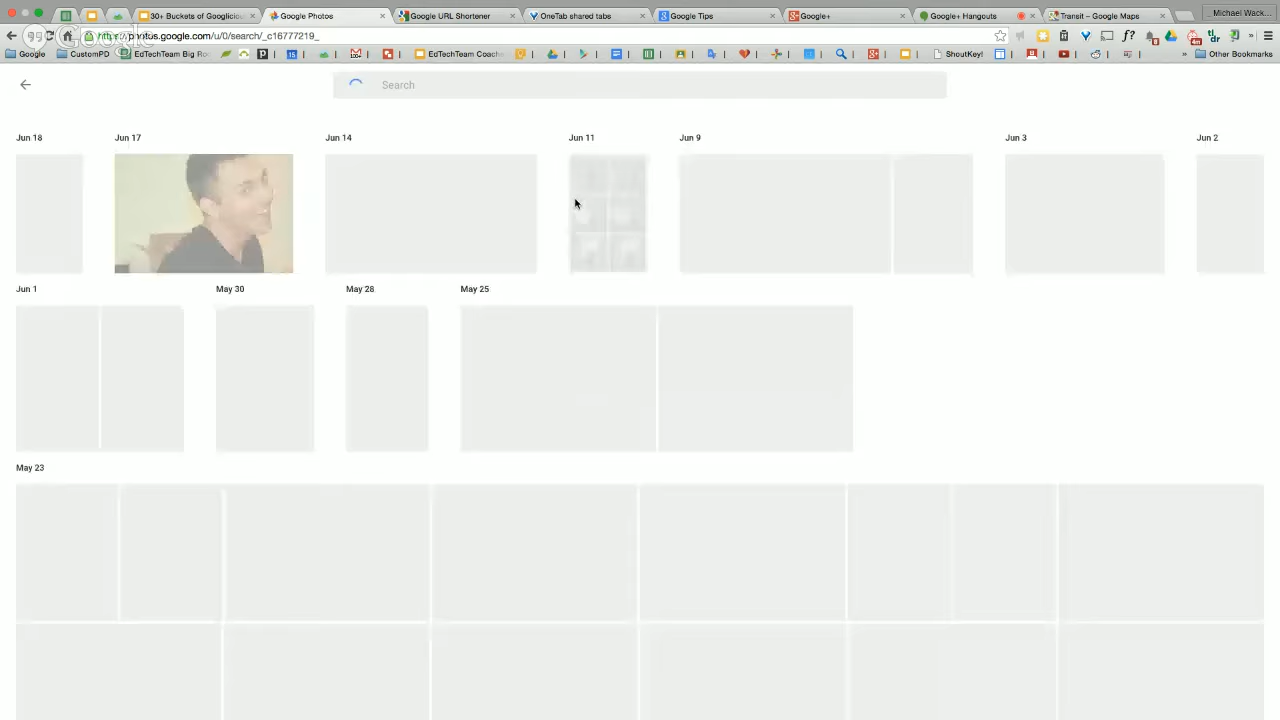 30+ Buckets of Googliciou
Google Photos
Google URL Shortener
OneTab shared tabs
Google Tips
Google+
Google+ Hangouts
Transit – Google Maps
Michael Wack...
Google
.google.com/u/0/search/_c16777219_
Google
CustomPD
EdTechTeam Big Ro
EdTechTeam Coach
ShoutKey!
Other Bookmarks
Search
Jun 18
Jun 17
Jun 14
Jun 11
Jun 9
Jun 3
Jun 2
Jun 1
May 30
May 28
May 25
May 23